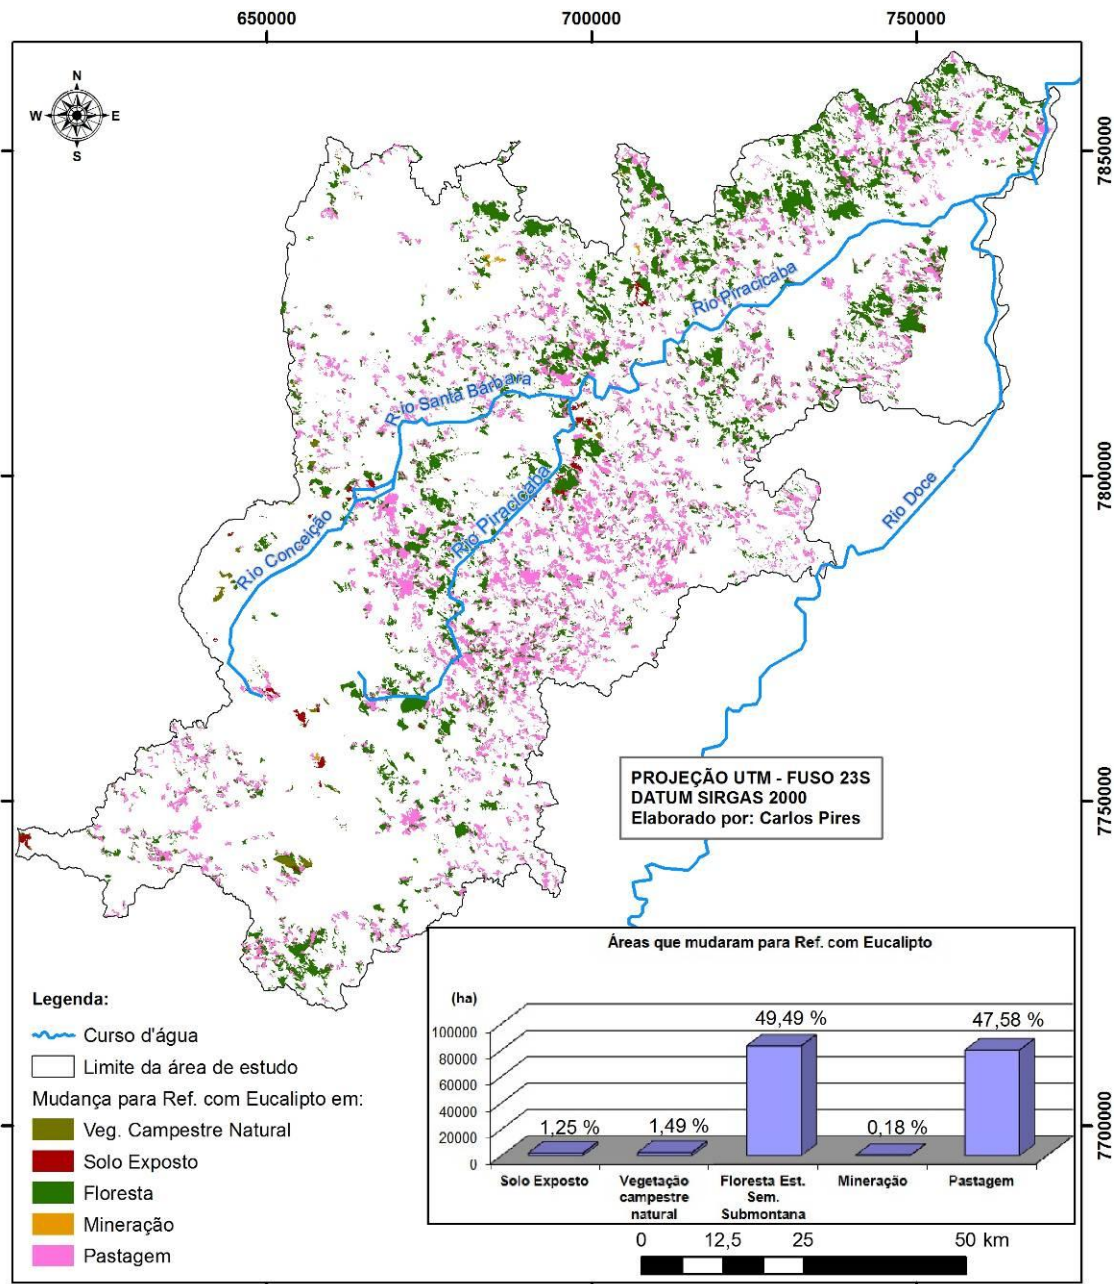 650000
700000
750000
N
W
E
S
7850000
Rio Piracicaba
Rio Santa Bárbara
7800000
Rio Piracicaba
Rio Doce
Rio Conceição
PROJEÇÃO UTM - FUSO 23S
DATUM SIRGAS 2000
Elaborado por: Carlos Pires
7750000
Áreas que mudaram para Ref. com Eucalipto
(ha)
100000
80000
60000
40000
20000
0
1,25 %
1,49 %
49,49 %
0,18 %
47,58 %
Solo Exposto
Vegetação
campestre
natural
Floresta Est.
Sem.
Submontana
Mineração
Pastagem
7700000
Legenda:
Curso d'água
Limite da área de estudo
Mudança para Ref. com Eucalipto em:
Veg. Campestre Natural
Solo Exposto
Floresta
Mineração
Pastagem
0 12,5 25 50 km